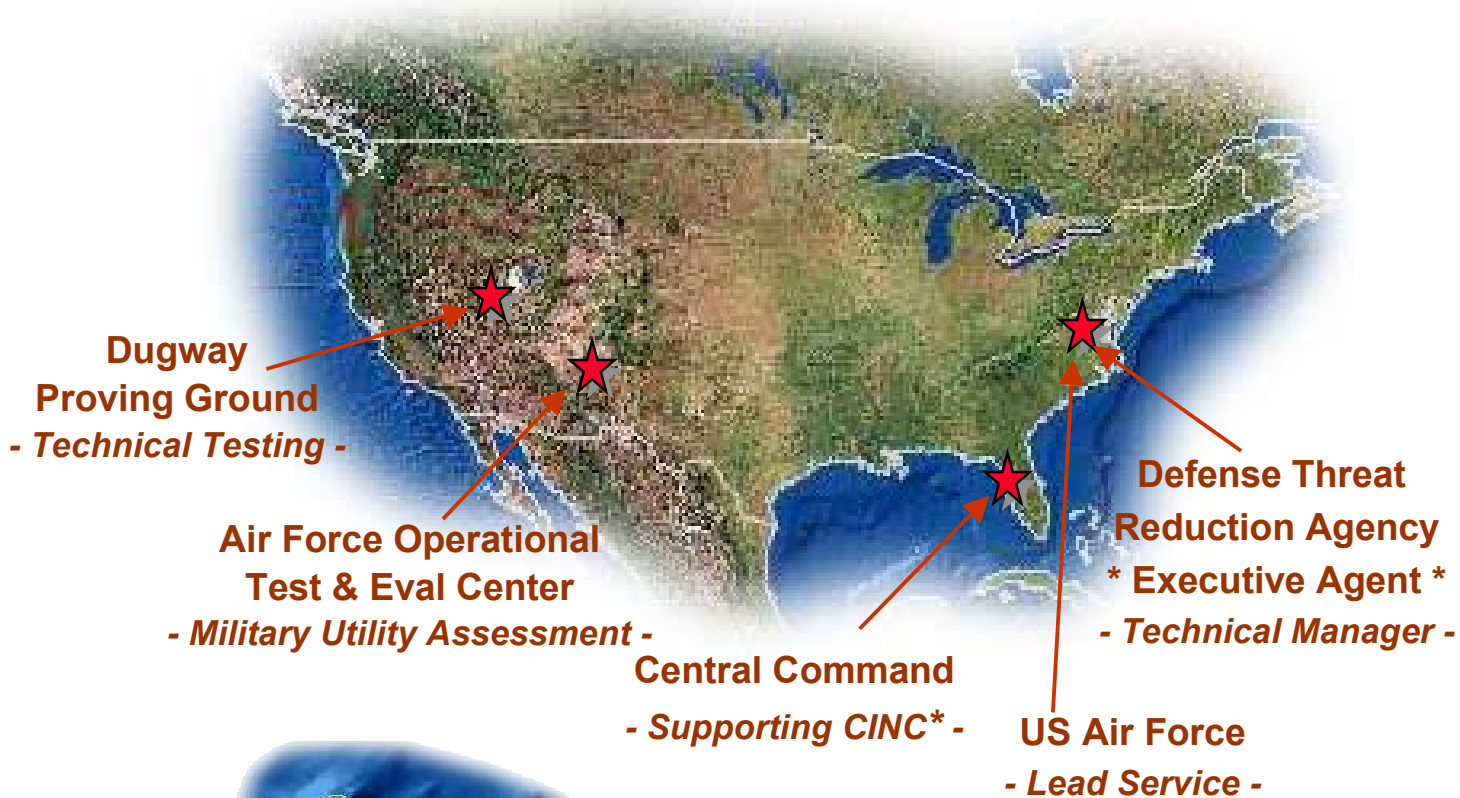 Dugway
Proving Ground
- Technical Testing -
Air Force Operational
Test & Eval Center
- Military Utility Assessment -
Central Command
- Supporting CINC* -
US Air Force
- Lead Service -
Defense Threat
Reduction Agency
* Executive Agent *
- Technical Manager -